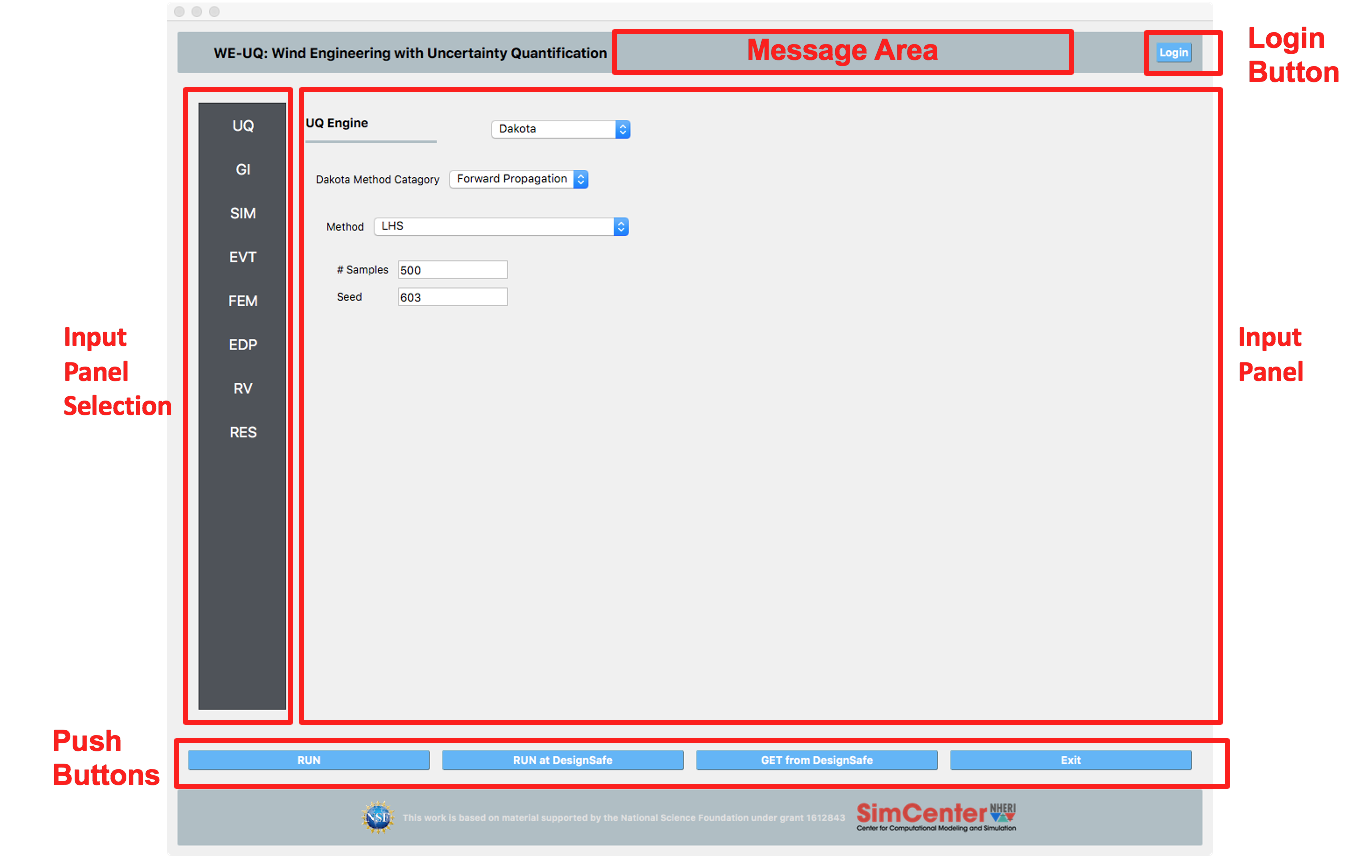 WE-UQ: Wind Engineering with Uncertainty Quantification
Message Area
Login
Login
Button
UQ
GI
SIM
EVT
FEM
EDP
RV
RES
Input
Panel
Selection
UQ Engine
Dakota
Dakota Method Catagory
Forward Propagation
Method
LHS
# Samples
500
Seed
603
Input
Panel
Push
Buttons
RUN
RUN at DesignSafe
GET from DesignSafe
Exit
NSF
This work is based on material supported by the National Science Foundation under grant 1612843
SimCenter
NHERI
Center for Computational Modeling and Simulation